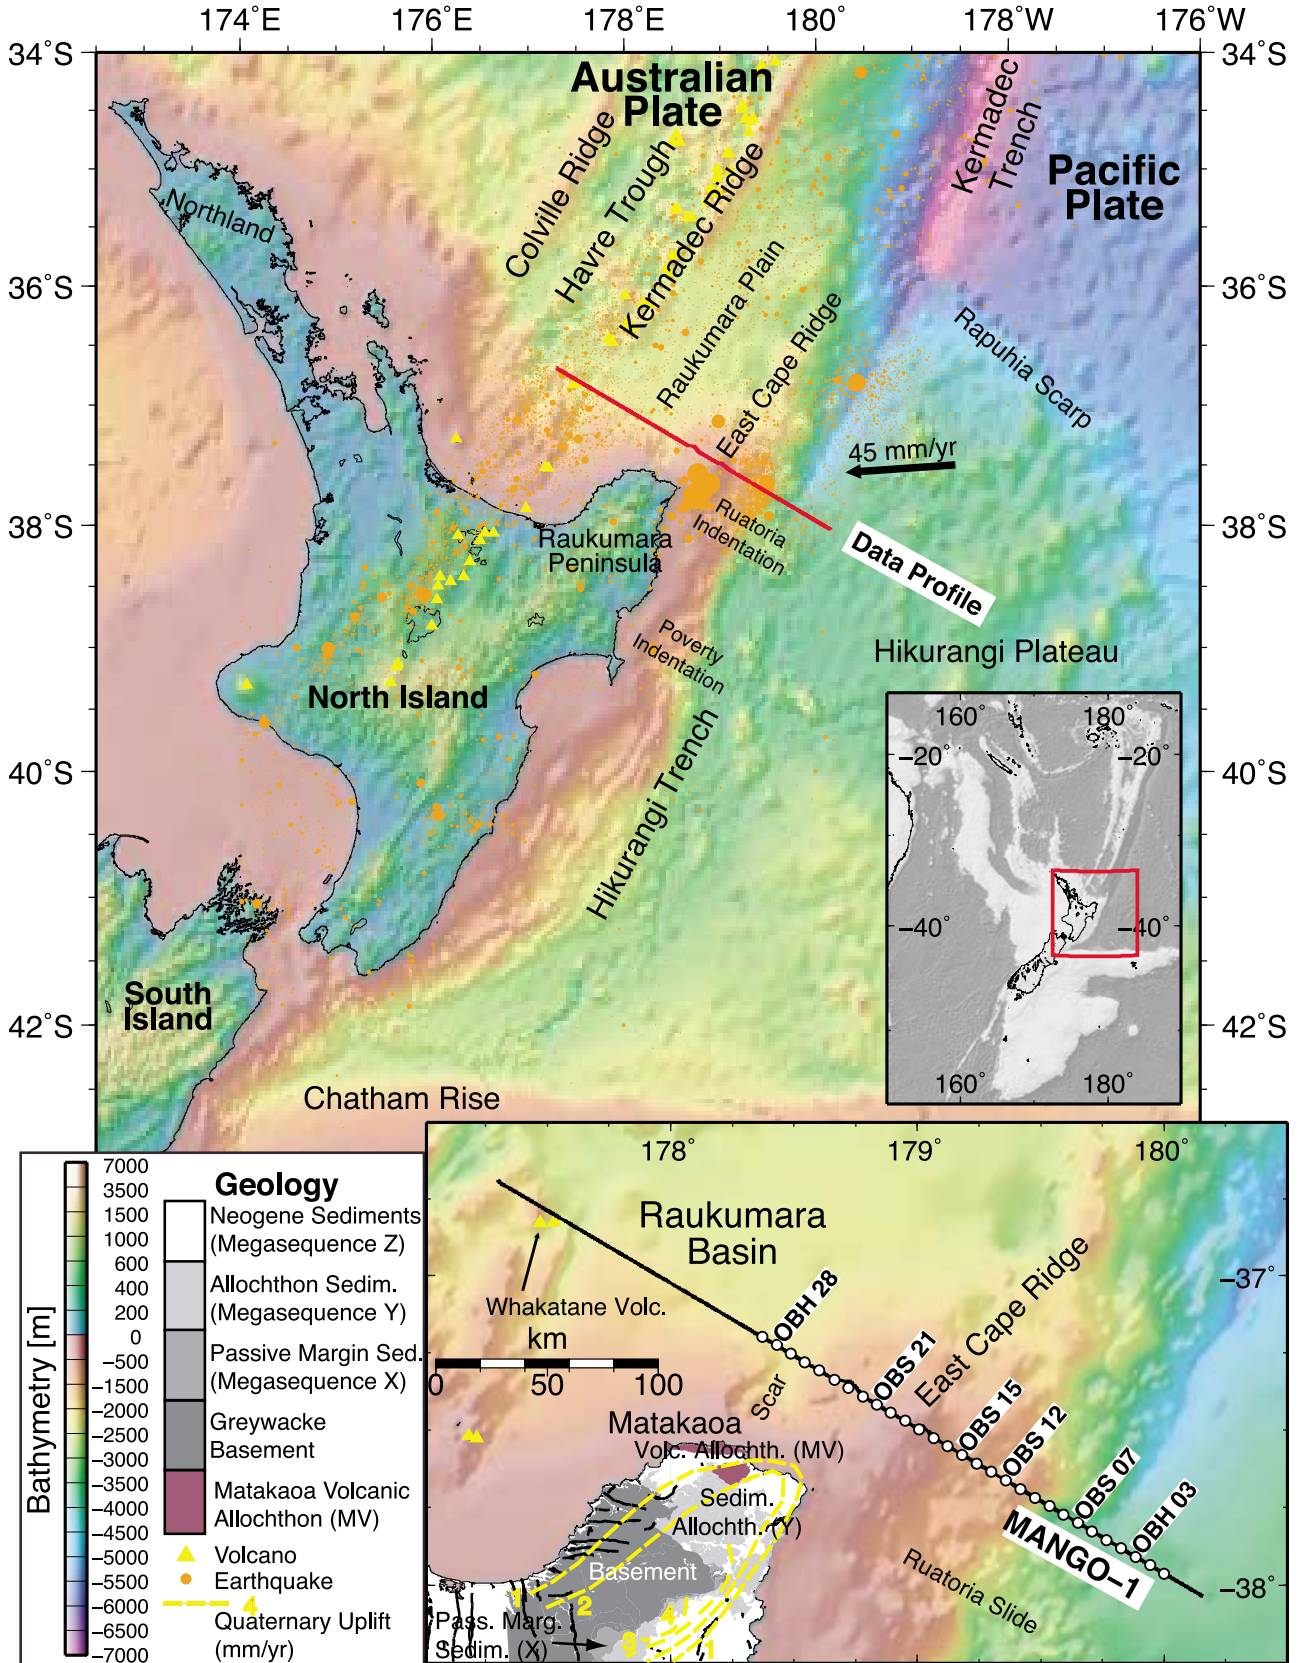 174°E 176°E 178°E 180° 178°W 176°W
34°S 34°S
Australian
Plate
Kermadec
Trench
Pacific
Plate
Colville Ridge
Havre Trough
Kermadec Ridge
Northland
Raukumara Plain
36°S 36°S
East Cape Ridge
Rapuhia Scarp
45 mm/yr
38°S 38°S
Raukumara
Peninsula
Ruatoria
Indentation
Data Profile
Poverty
Indentation
Hikurangi Plateau
North Island
Hikurangi Trench
40°S 40°S
160° 180°
−20° −20°
−40° −40°
160° 180°
South
Island
42°S 42°S
Chatham Rise
Bathymetry [m]
7000
3500
1500
1000
600
400
200
0
−500
−1500
−2000
−2500
−3000
−3500
−4000
−4500
−5000
−5500
−6000
−6500
−7000
Geology
Neogene Sediments
(Megasequence Z)
Allochthon Sedim.
(Megasequence Y)
Passive Margin Sed.
(Megasequence X)
Greywacke
Basement
Matakaoa Volcanic
Allochthon (MV)
Volcano
Earthquake
4
Quaternary Uplift
(mm/yr)
178° 179° 180°
Raukumara
Basin
−37°
Whakatane Volc.
km
0 50 100
OBH 28
OBS 21
East Cape Ridge
OBS 15
OBS 12
OBS 07
OBH 03
MANGO−1
Scar
Matakaoa
Volc. Allochth. (MV)
Sedim.
Allochth. (Y)
Basement
Ruatoria Slide
−38°
1 2 4
3 1
Pass. Marg.
Sedim. (X)